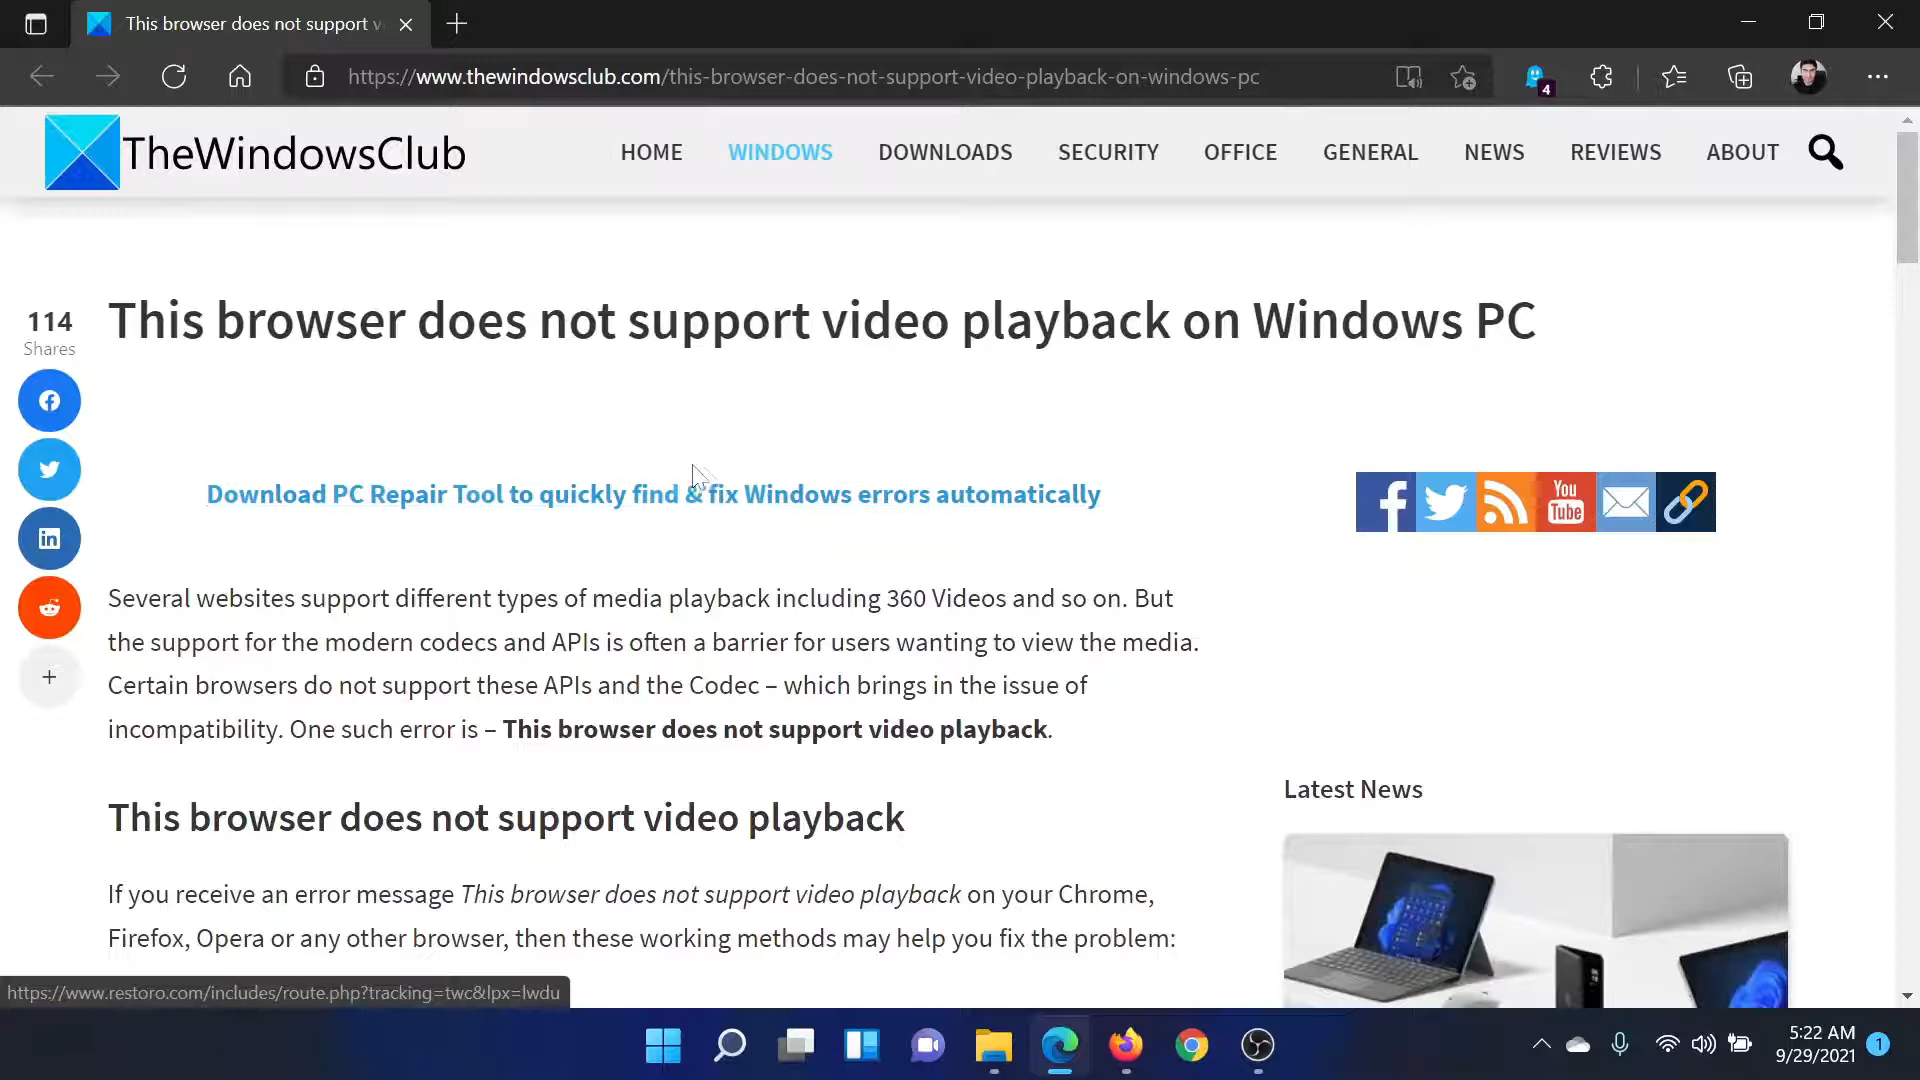 This browser does not support v
https://www.thewindowsclub.com/this-browser-does-not-support-video-playback-on-windows-pc
4
TheWindowsClub
HOME WINDOWS DOWNLOADS SECURITY OFFICE GENERAL NEWS REVIEWS ABOUT
114
Shares
This browser does not support video playback on Windows PC
Download PC Repair Tool to quickly find & fix Windows errors automatically
You
Tube
Several websites support different types of media playback including 360 Videos and so on. But
the support for the modern codecs and APIs is often a barrier for users wanting to view the media.
Certain browsers do not support these APIs and the Codec – which brings in the issue of
incompatibility. One such error is – This browser does not support video playback.
Latest News
This browser does not support video playback
If you receive an error message This browser does not support video playback on your Chrome,
Firefox, Opera or any other browser, then these working methods may help you fix the problem:
https://www.restoro.com/includes/route.php?tracking=twc&lpx=lwdu
5:22 AM
9/29/2021
1